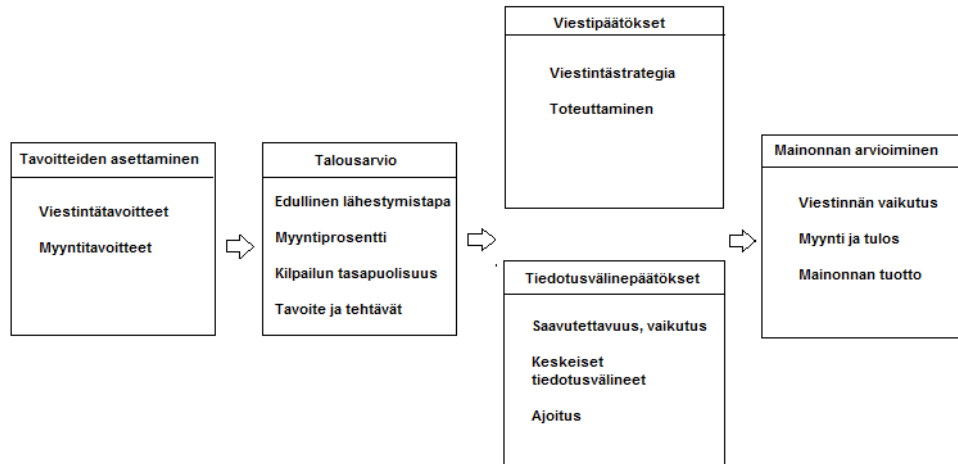 Tavoitteiden asettaminen
Viestintätavoitteet
Myyntitavoitteet
Talousarvio
Edullinen lähestymistapa
Myyntiprosentti
Kilpailun tasapuolisuus
Tavoite ja tehtävät
Viestipäätökset
Viestintästrategia
Toteuttaminen
Tiedotusvälinepäätökset
Saavutettavuus, vaikutus
Keskeiset
tiedotusvälineet
Ajoitus
Mainonnan arvioiminen
Viestinnän vaikutus
Myynti ja tulos
Mainonnan tuotto